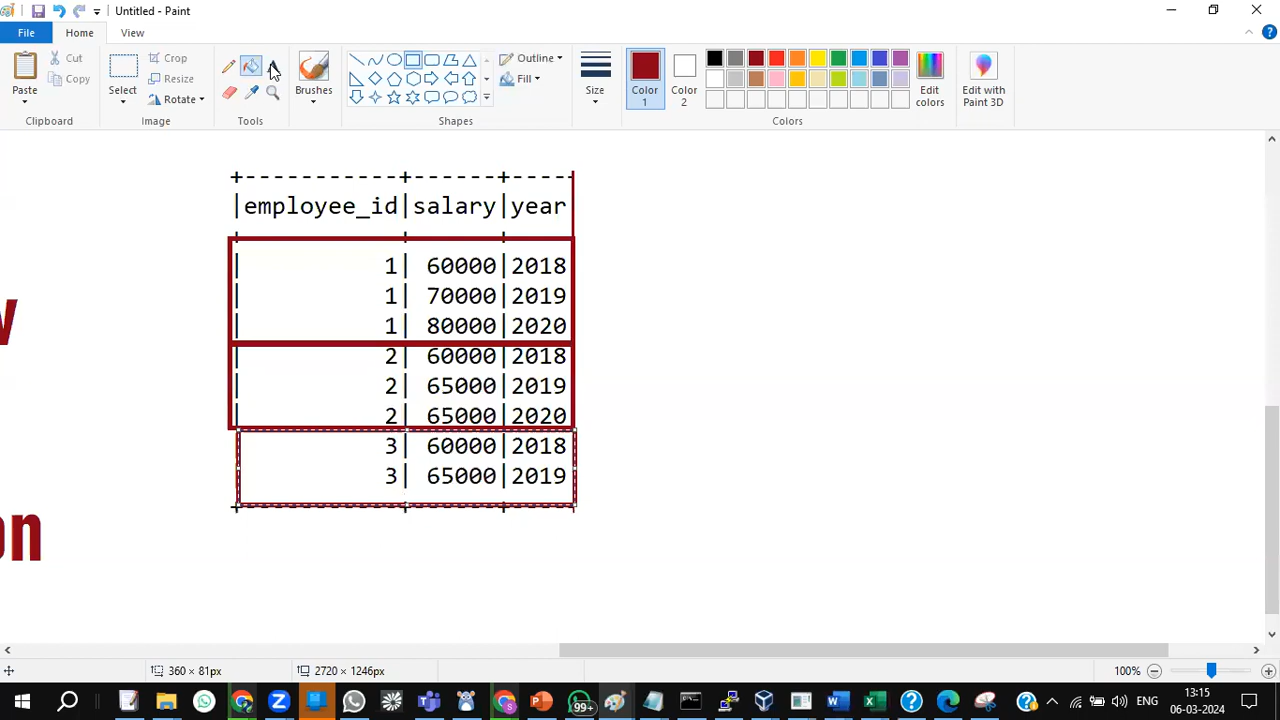 Untitled - Paint
File
Home
View
Paste
Cut
Copy
Clipboard
Select
Crop
Resize
Rotate
Image
Tools
Brushes
Outline
Fill
Shapes
Size
Color
1
Color
2
Colors
Edit
colors
Edit with
Paint 3D
+-----------+------+-----
|employee_id|salary|year
| 1| 60000|2018
| 1| 70000|2019
| 1| 80000|2020
| 2| 60000|2018
| 2| 65000|2019
| 2| 65000|2020
3| 60000|2018
3| 65000|2019
on
360 × 81px
2720 × 1246px
100%
99+
ENG
13:15
06-03-2024